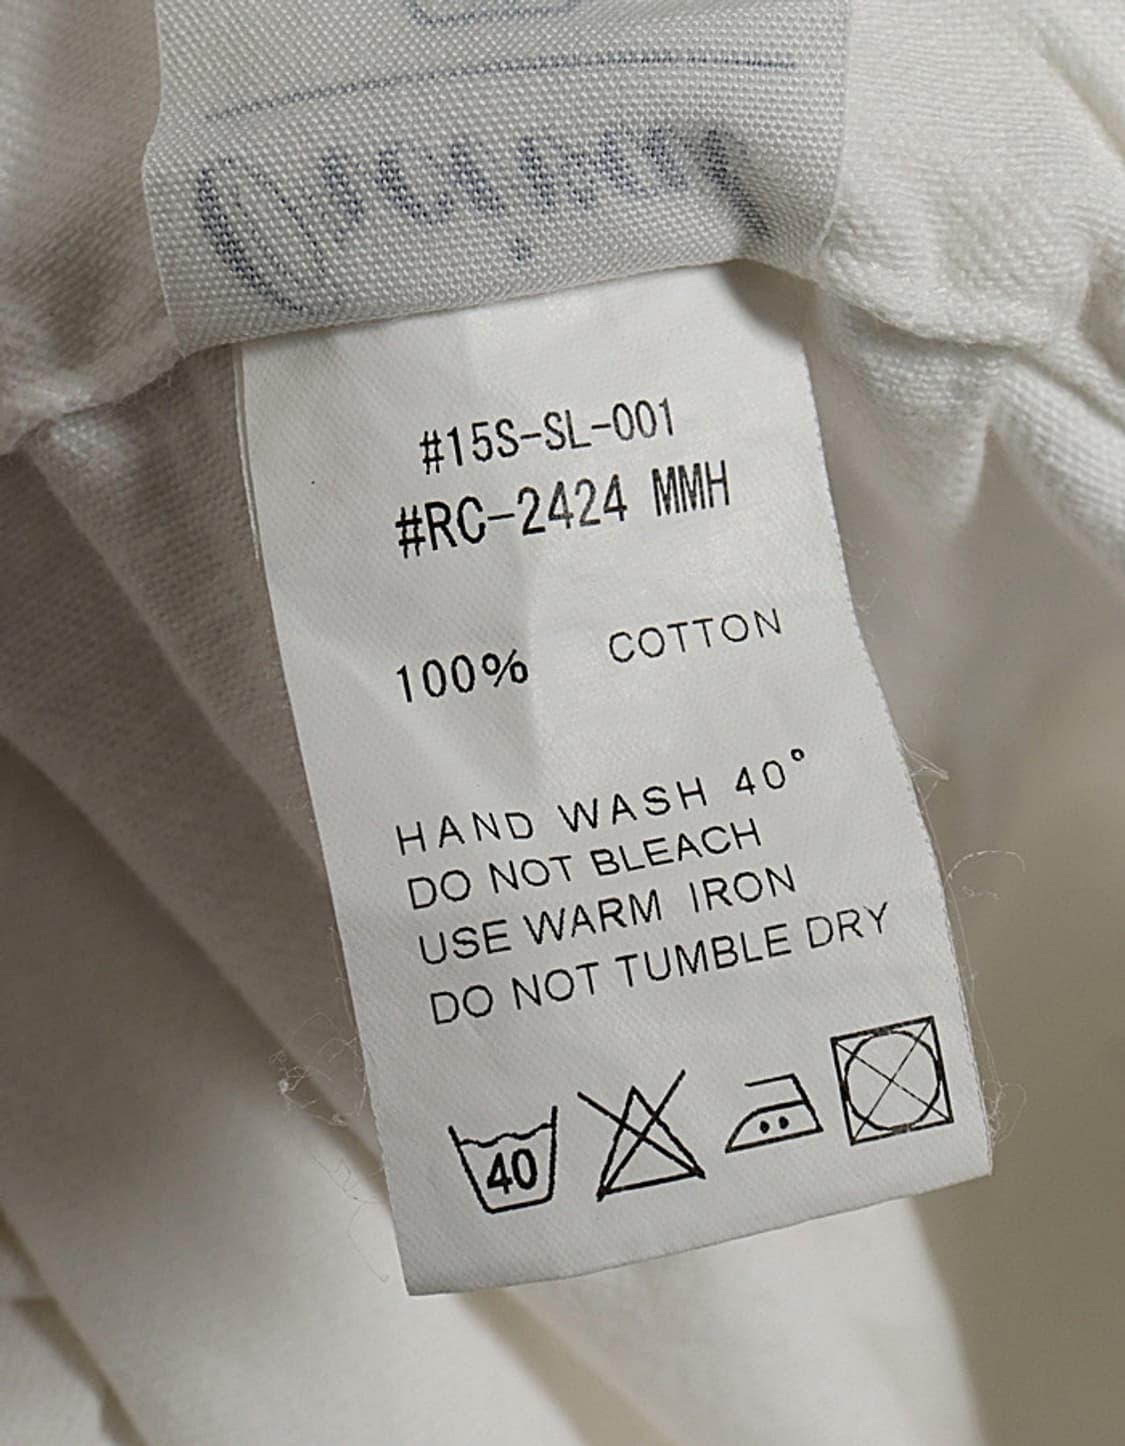 #15S-SL-001
#RC-2424 MMH
100% COTTON
HAND WASH 40°
DO NOT BLEACH
USE WARM IRON
DO NOT TUMBLE DRY
40